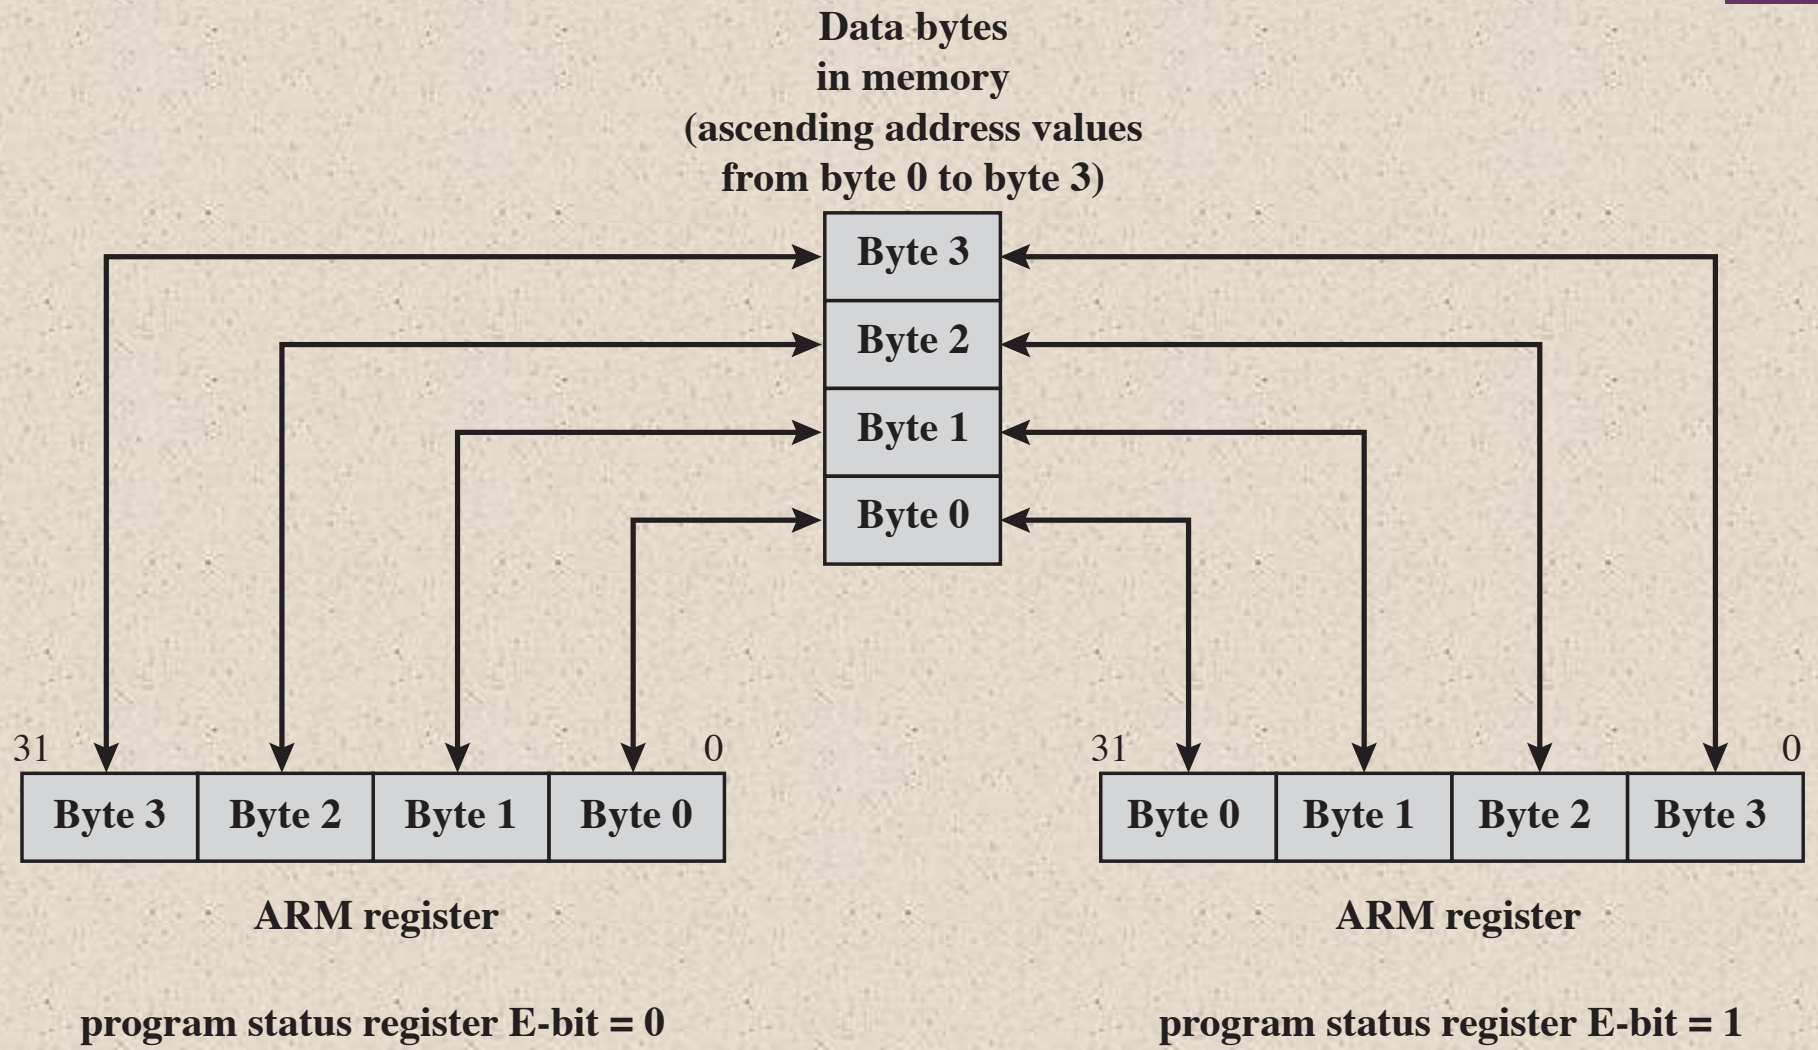 Data bytes
in memory
(ascending address values
from byte 0 to byte 3)
Byte 3
Byte 2
Byte 1
Byte 0
31 0
Byte 3 Byte 2 Byte 1 Byte 0
ARM register
program status register E-bit = 0
31 0
Byte 0 Byte 1 Byte 2 Byte 3
ARM register
program status register E-bit = 1